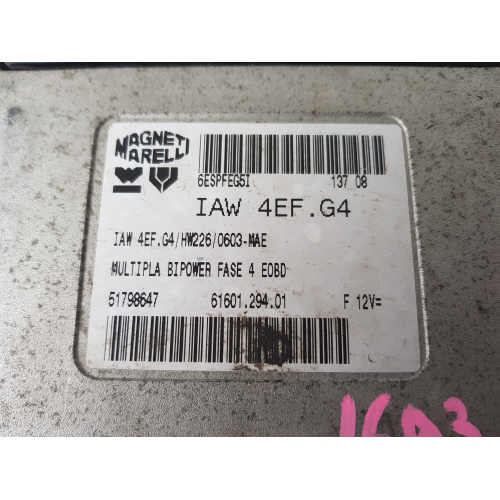 MAGNETI
MARELLI
6ESPFEG5I 137 08
IAW 4EF.G4
IAW 4EF.G4/HW226/0603-MAE
MULTIPLA BIPOWER FASE 4 EOBD
51798647 61601.294.01 F 12V=